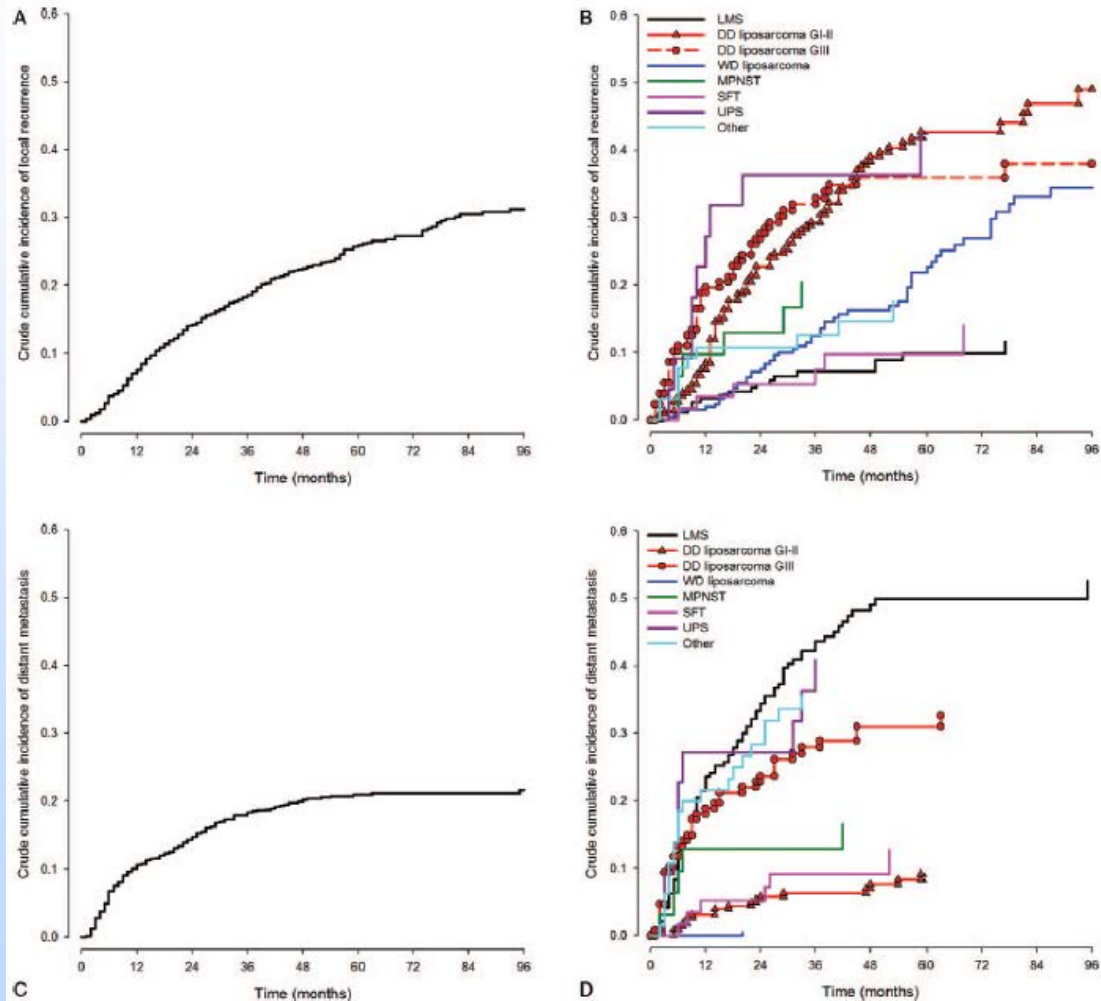 A
Crude cumulative incidence of local recurrence
0.6
0.5
0.4
0.3
0.2
0.1
0.0
0 12 24 36 48 60 72 84 96
Time (months)
B
Crude cumulative incidence of local recurrence
0.6
0.5
0.4
0.3
0.2
0.1
0.0
LMS
DD liposarcoma GI-II
DD liposarcoma GIII
WD liposarcoma
MPNST
SFT
UPS
Other
0 12 24 36 48 60 72 84 96
Time (months)
Crude cumulative incidence of distant metastasis
0.6
0.5
0.4
0.3
0.2
0.1
0.0
0 12 24 36 48 60 72 84 96
Time (months)
C
Crude cumulative incidence of distant metastasis
0.6
0.5
0.4
0.3
0.2
0.1
0.0
LMS
DD liposarcoma GI-II
DD liposarcoma GIII
WD liposarcoma
MPNST
SFT
UPS
Other
0 12 24 36 48 60 72 84 96
Time (months)
D